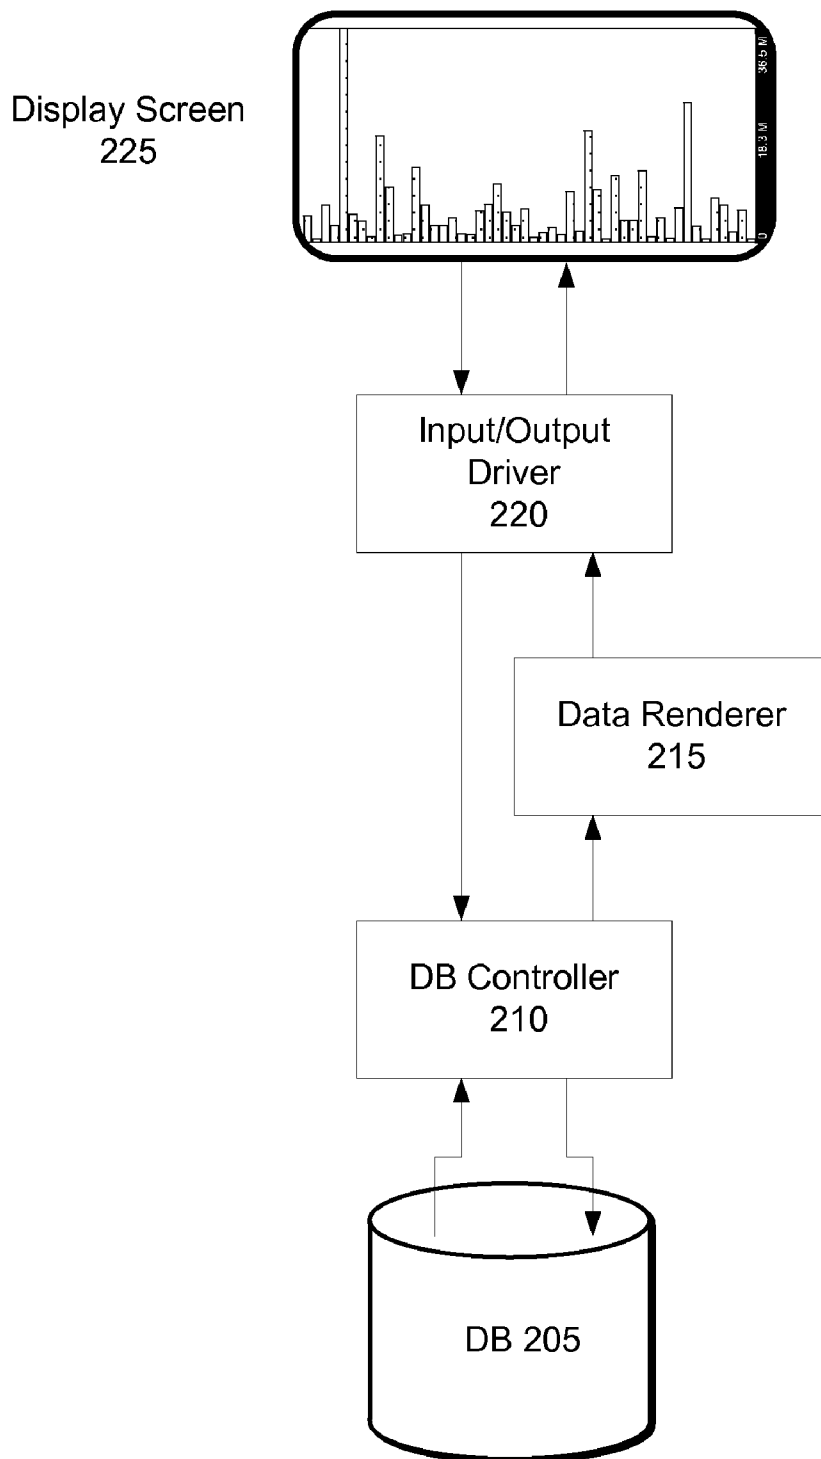 Display Screen
225
36.5 M
18.3 M
0
Input/Output
Driver
220
Data Renderer
215
DB Controller
210
DB 205